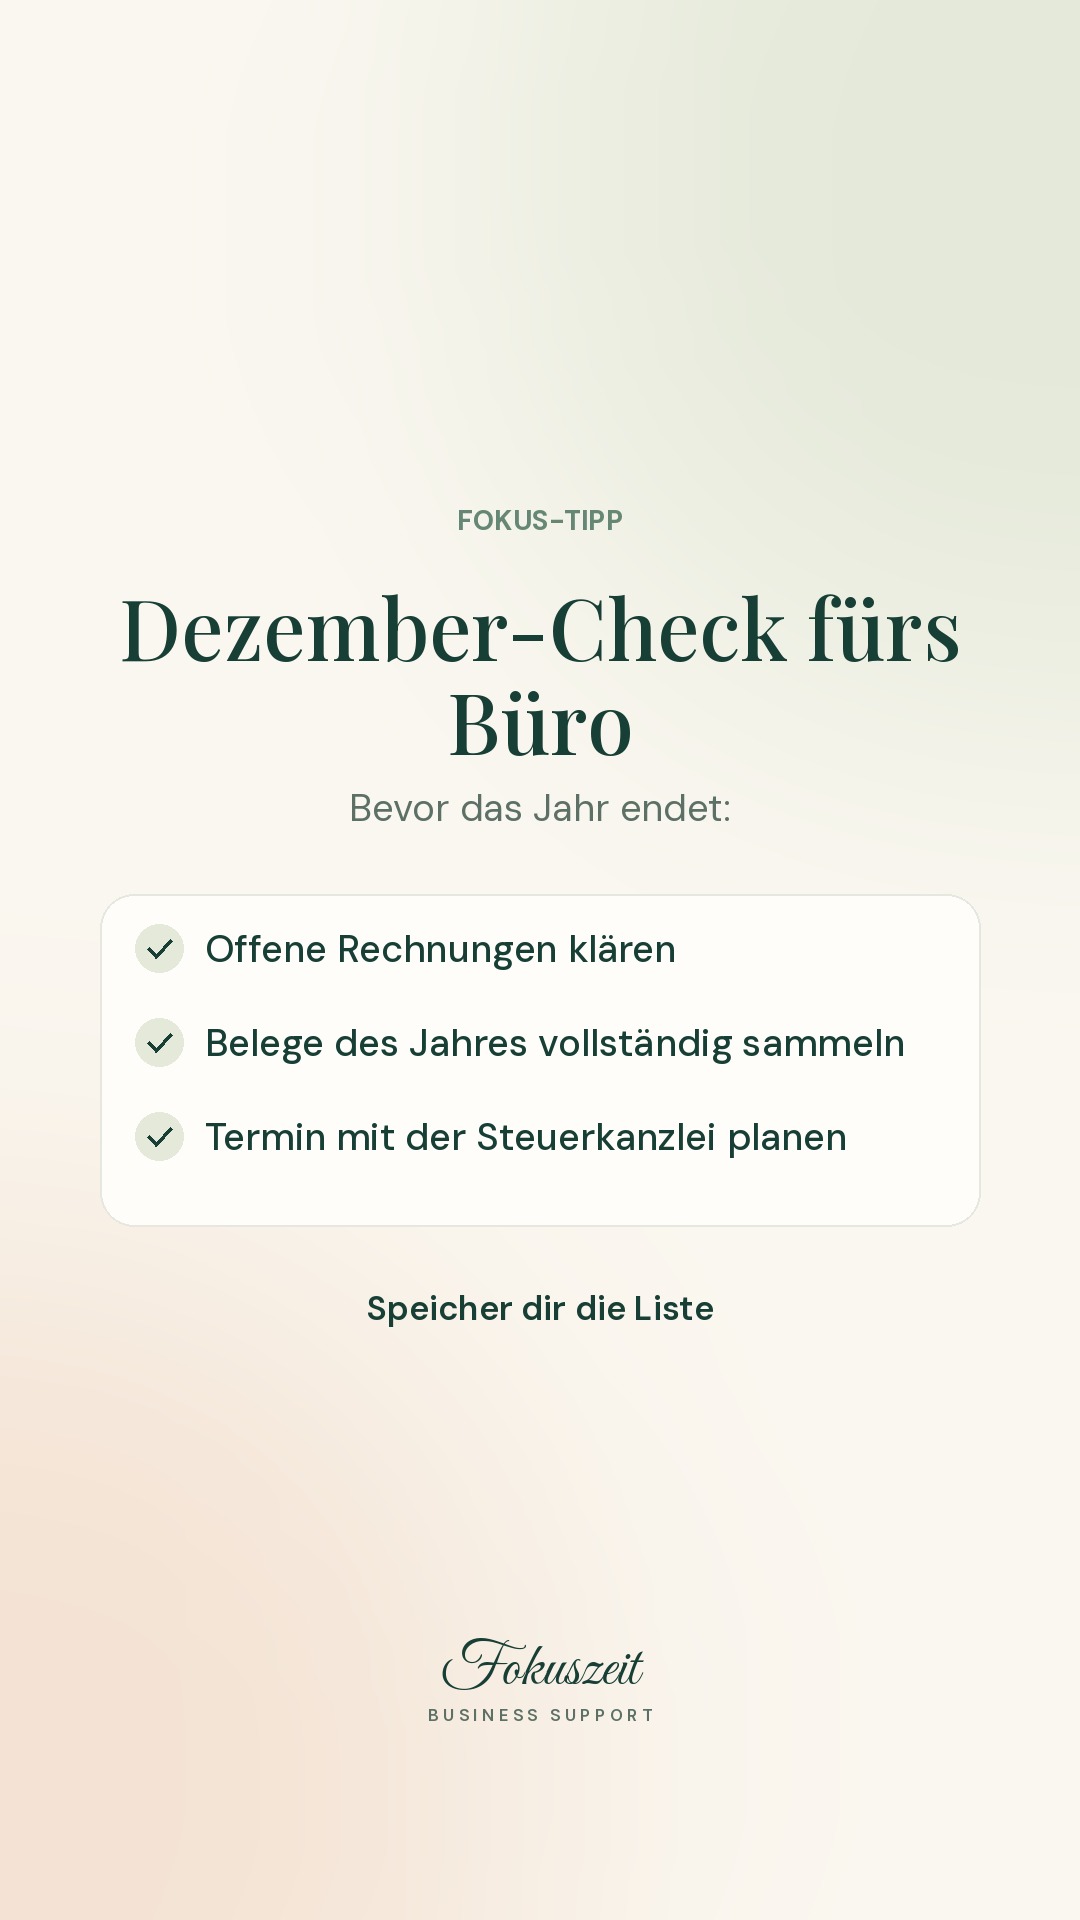 FOKUS-TIPP
Dezember-Check fürs
Büro
Bevor das Jahr endet:
Offene Rechnungen klären
Belege des Jahres vollständig sammeln
Termin mit der Steuerkanzlei planen
Speicher dir die Liste
Fokuszeit
BUSINESS SUPPORT